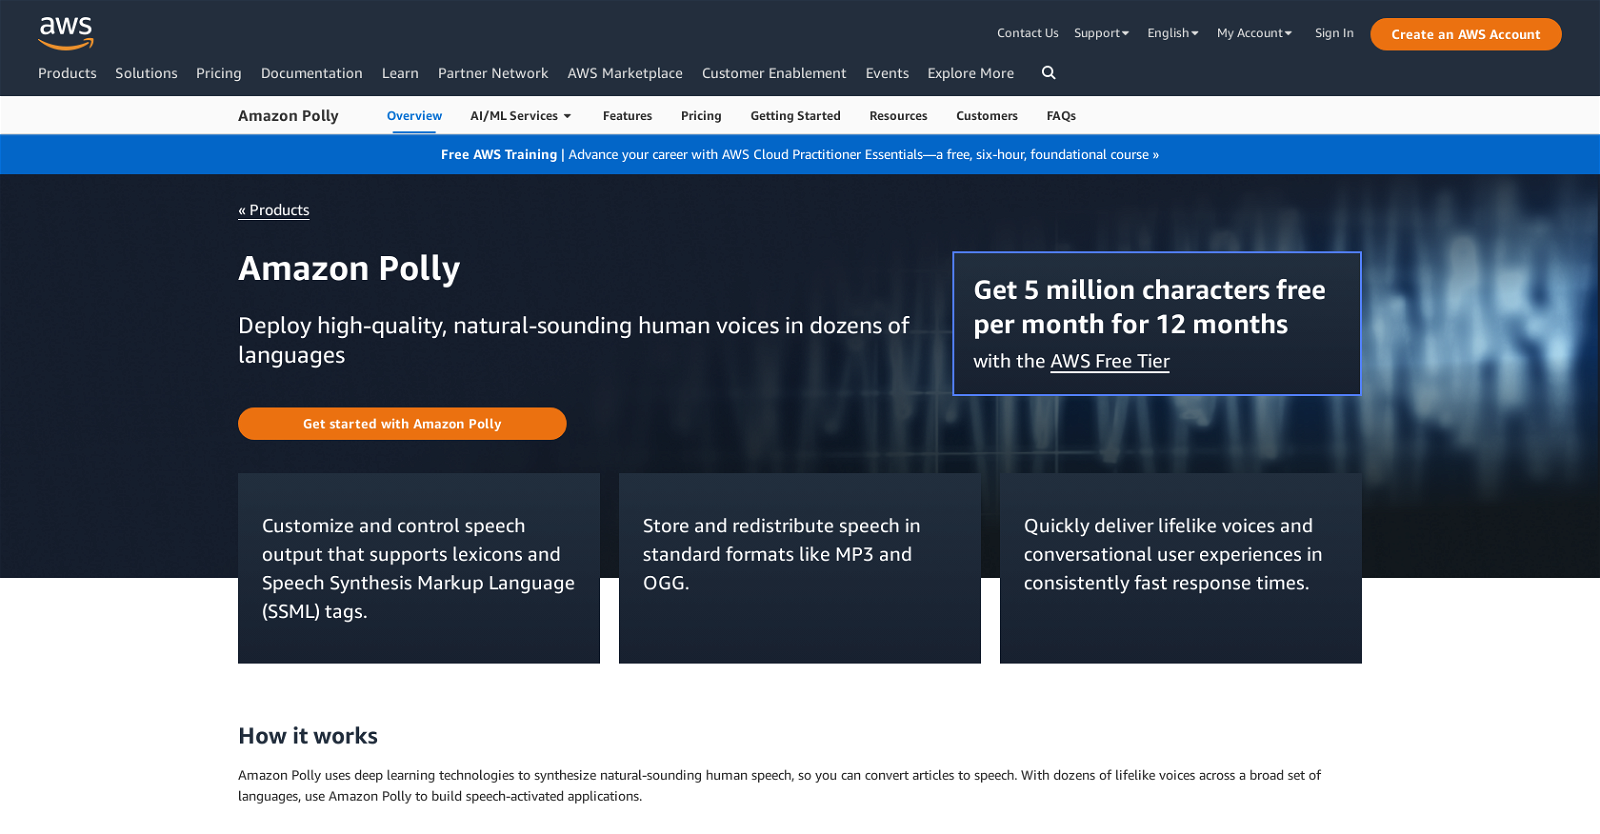 aws
Contact Us Support English My Account Sign In Create an AWS Account
Products Solutions Pricing Documentation Learn Partner Network AWS Marketplace Customer Enablement Events Explore More
Amazon Polly Overview AI/ML Services Features Pricing Getting Started Resources Customers FAQs
Free AWS Training | Advance your career with AWS Cloud Practitioner Essentials—a free, six-hour, foundational course »
« Products
Amazon Polly
Deploy high-quality, natural-sounding human voices in dozens of
languages
Get started with Amazon Polly
Get 5 million characters free
per month for 12 months
with the AWS Free Tier
Customize and control speech
output that supports lexicons and
Speech Synthesis Markup Language
(SSML) tags.
Store and redistribute speech in
standard formats like MP3 and
OGG.
Quickly deliver lifelike voices and
conversational user experiences in
consistently fast response times.
How it works
Amazon Polly uses deep learning technologies to synthesize natural-sounding human speech, so you can convert articles to speech. With dozens of lifelike voices across a broad set of
languages, use Amazon Polly to build speech-activated applications.